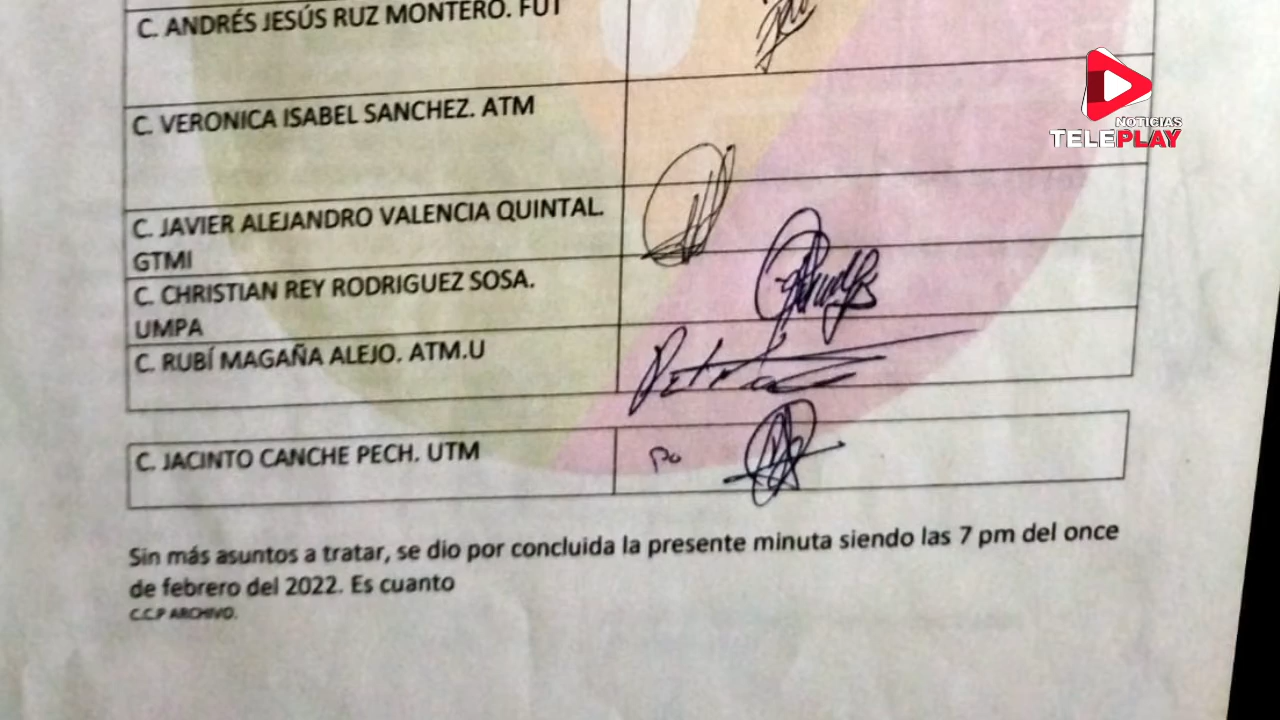 C. ANDRÉS JESÚS RUZ MONTERO. FUT
C. VERONICA ISABEL SANCHEZ. ATM
C. JAVIER ALEJANDRO VALENCIA QUINTAL.
GTMI
C. CHRISTIAN REY RODRIGUEZ SOSA.
UMPA
C. RUBÍ MAGAÑA ALEJO. ATM.U
C. JACINTO CANCHE PECH. UTM
Sin más asuntos a tratar, se dio por concluida la presente minuta siendo las 7 pm del once
de febrero del 2022. Es cuanto
C.C.P ARCHIVO.
NOTICIAS
TELEPLAY